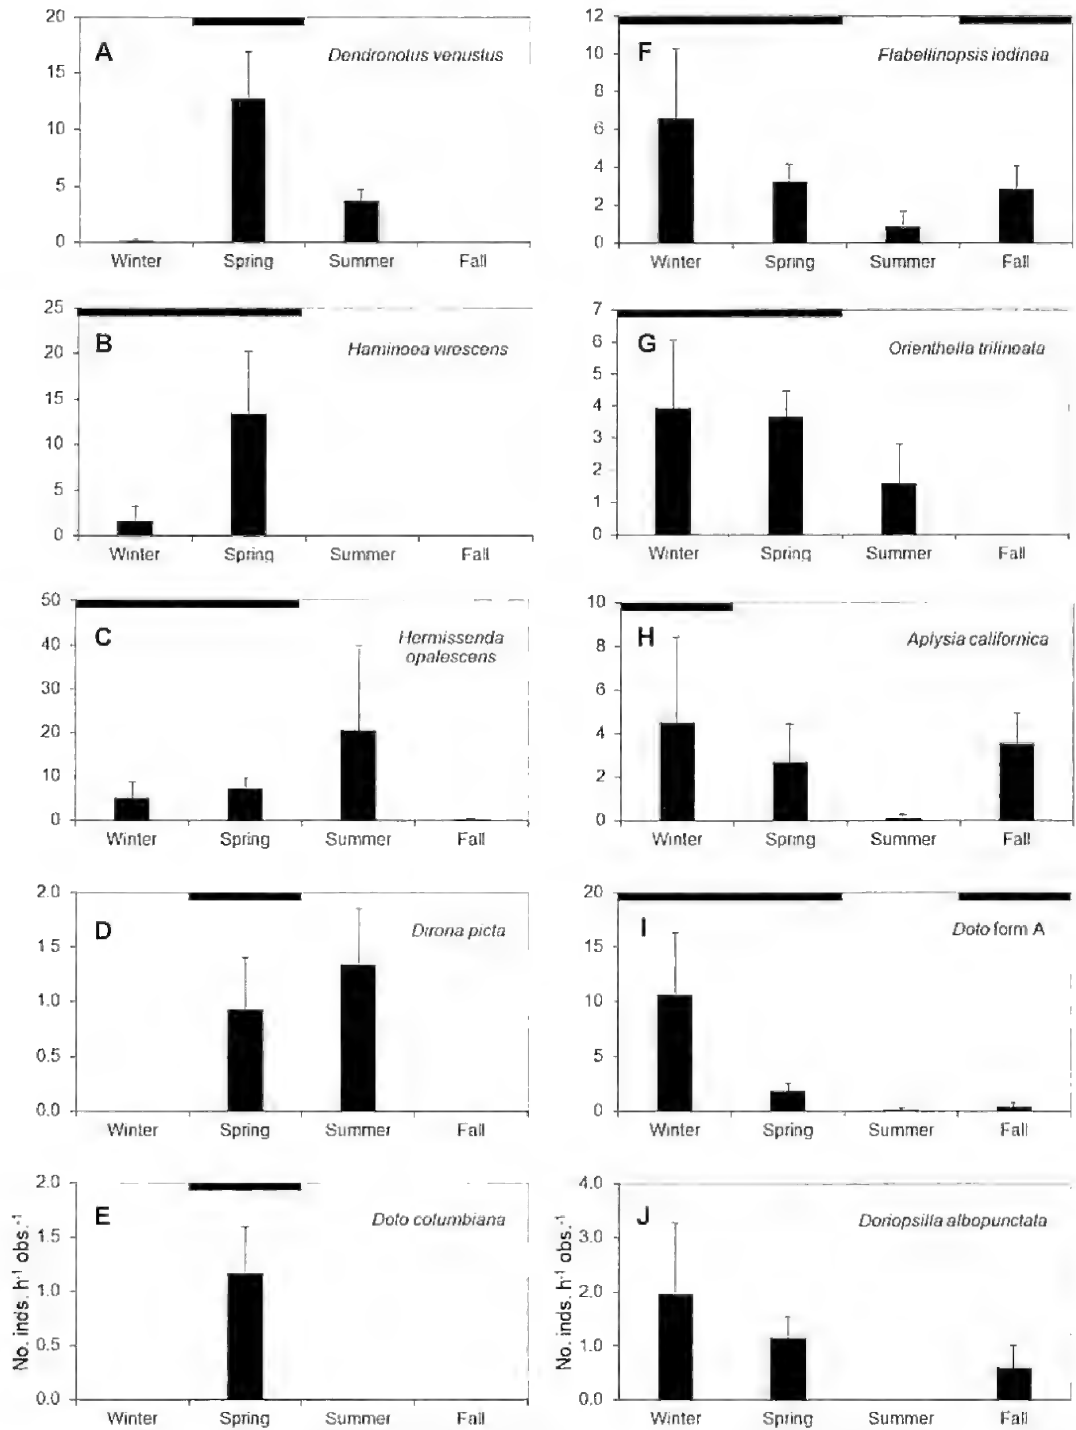 A
Dendronotus venustus
20
15
10
5
0
Winter Spring Summer Fall
B
Haminoea virescens
25
20
15
10
5
0
Winter Spring Summer Fall
C
Hermissenda
opalescens
50
40
30
20
10
0
Winter Spring Summer Fall
D
Dirona picta
2.0
1.5
1.0
0.5
0.0
Winter Spring Summer Fall
E
Doto columbiana
2.0
1.5
1.0
0.5
0.0
No. inds. h⁻¹ obs.⁻¹
Winter Spring Summer Fall
F
Flabellinopsis iodinea
12
10
8
6
4
2
0
Winter Spring Summer Fall
G
Orienthella trilineata
7
6
5
4
3
2
1
0
Winter Spring Summer Fall
H
Aplysia californica
10
8
6
4
2
0
Winter Spring Summer Fall
I
Doto form A
20
15
10
5
0
Winter Spring Summer Fall
J
Doriopsilla albopunctata
4.0
3.0
2.0
1.0
0.0
No. inds. h⁻¹ obs.⁻¹
Winter Spring Summer Fall